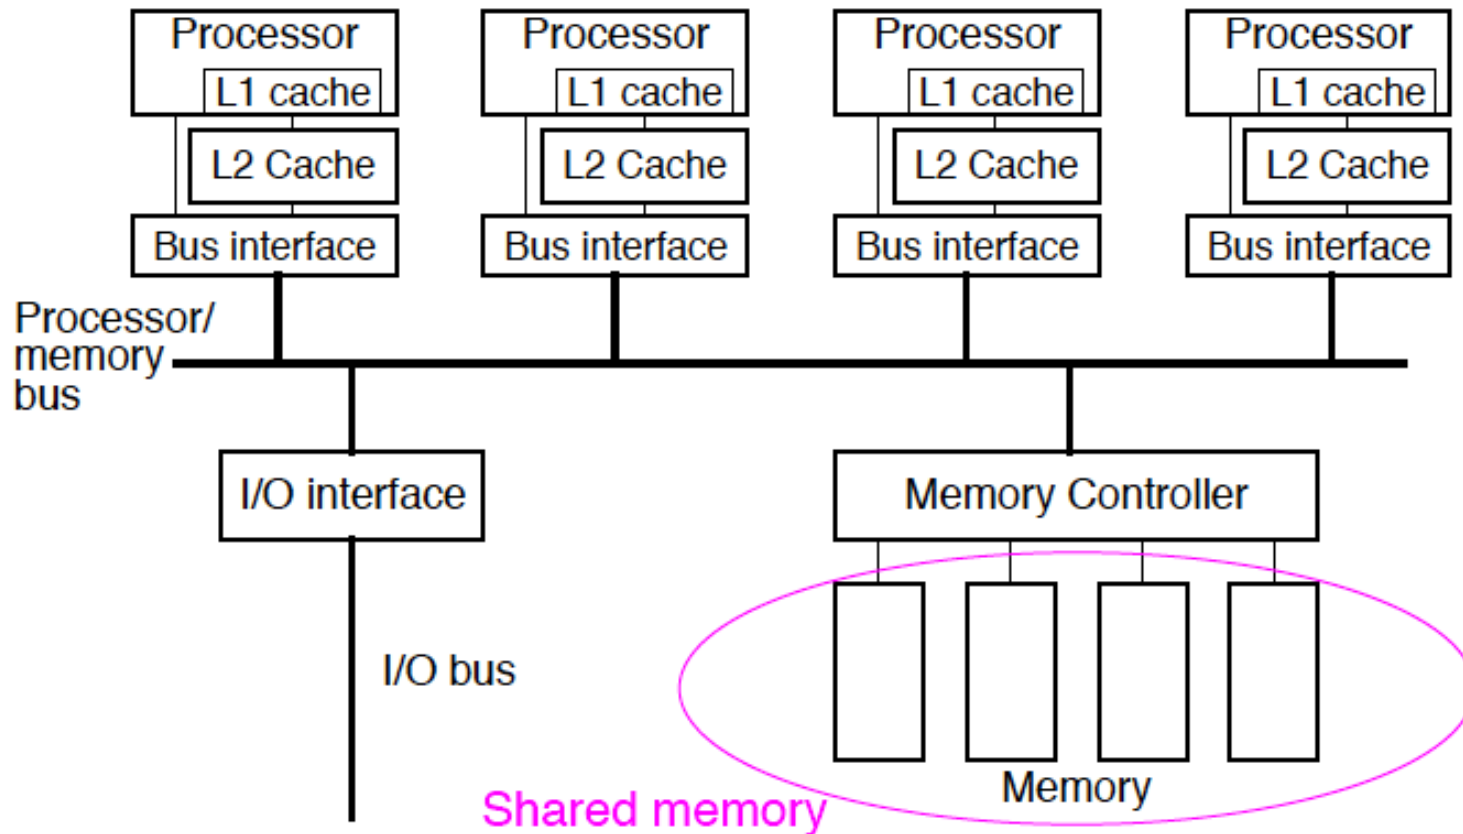 Processor
Processor
Processor
Processor
L1 cache
L1 cache
L1 cache
L1 cache
L2 Cache
L2 Cache
L2 Cache
L2 Cache
Bus interface
Bus interface
Bus interface
Bus interface
Processor/
memory
bus
I/O interface
Memory Controller
I/O bus
Memory
Shared memory